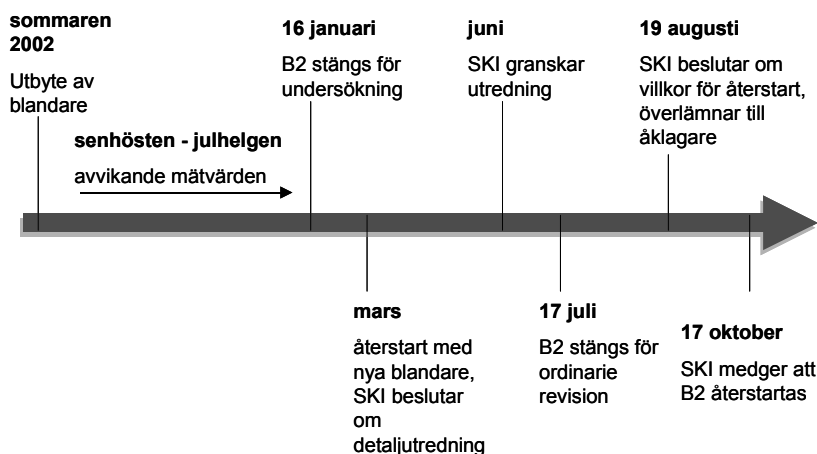 sommaren
2002
Utbyte av
blandare
senhösten - julhelgen
avvikande mätvärden
16 januari
B2 stängs för
undersökning
mars
återstart med
nya blandare,
SKI beslutar
om
detaljutredning
juni
SKI granskar
utredning
17 juli
B2 stängs för
ordinarie
revision
19 augusti
SKI beslutar om
villkor för återstart,
överlämnar till
åklagare
17 oktober
SKI medger att
B2 återstartas